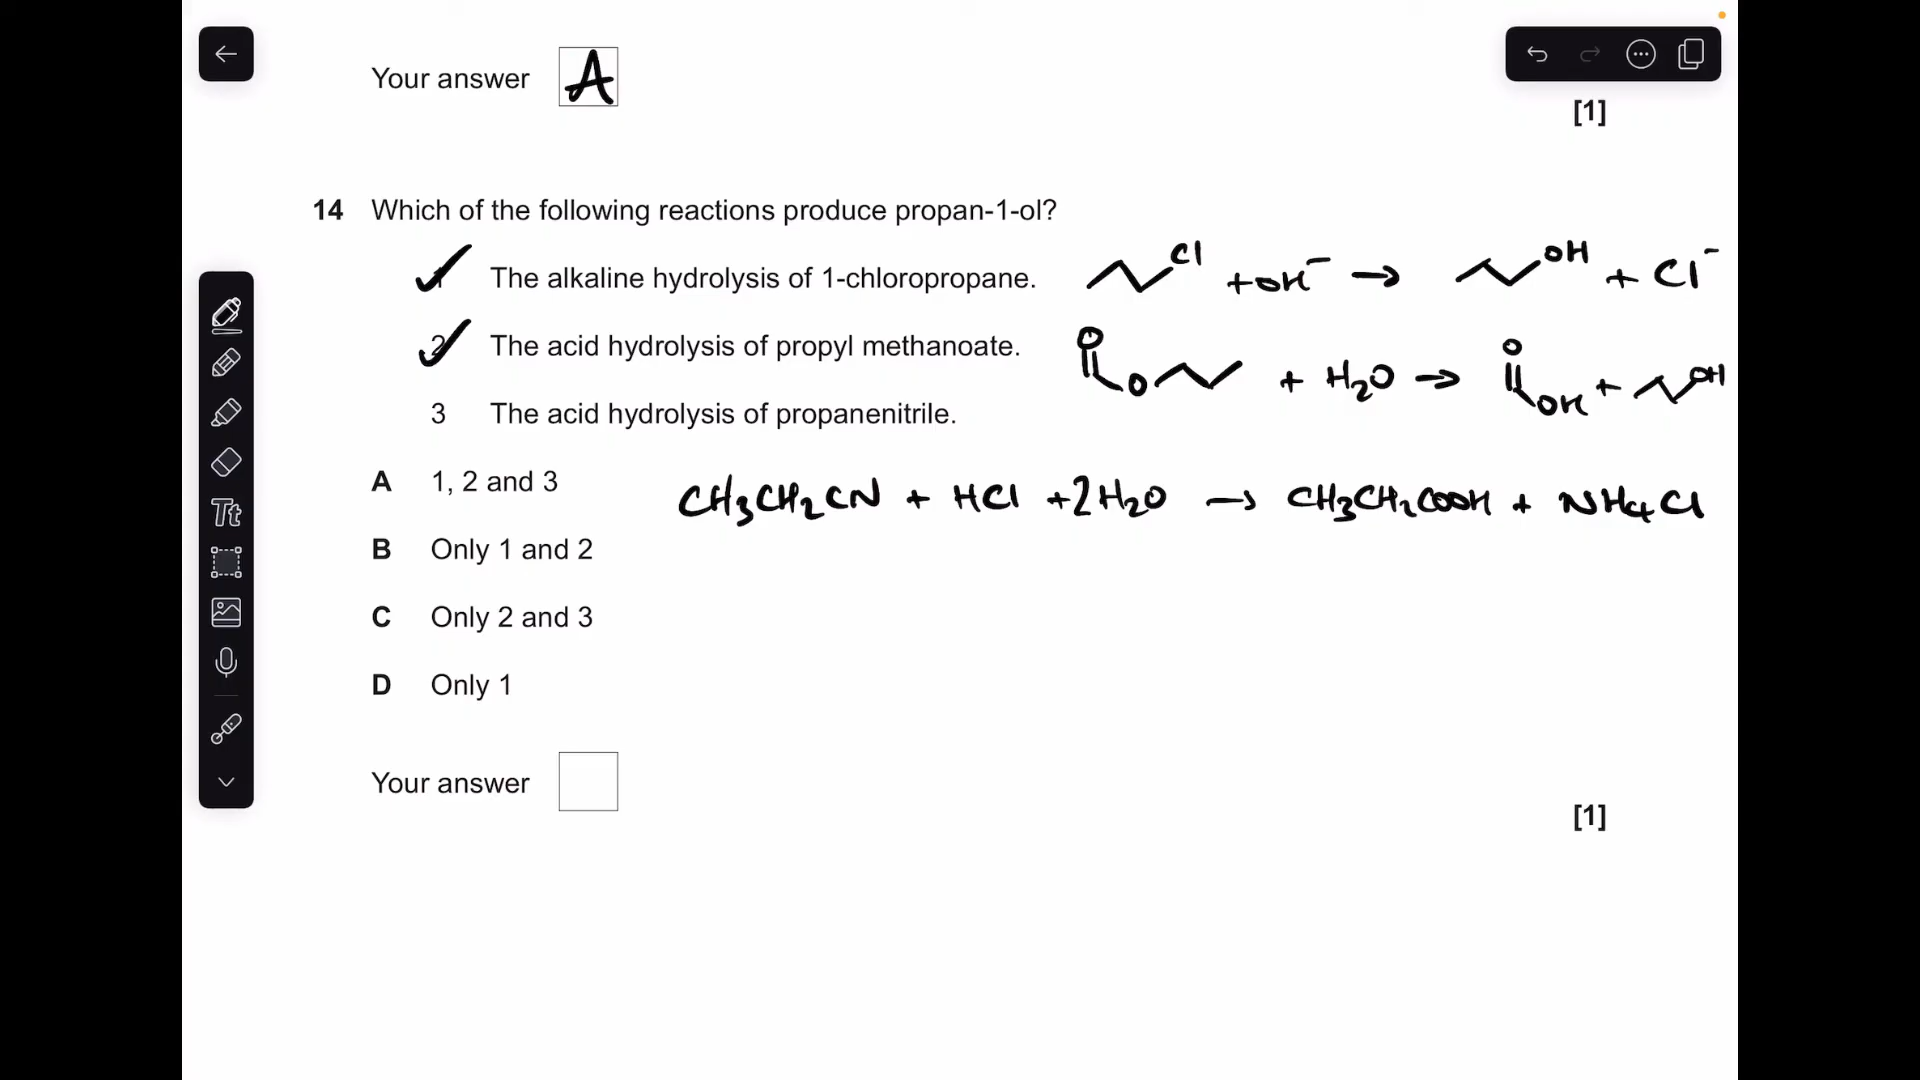 Your answer A
[1]
14 Which of the following reactions produce propan-1-ol?
1 The alkaline hydrolysis of 1-chloropropane. Cl + OH⁻ → OH + Cl⁻
2 The acid hydrolysis of propyl methanoate. O O + H₂O → O OH + OH
3 The acid hydrolysis of propanenitrile.
A 1, 2 and 3
CH₃CH₂CN + HCl + 2H₂O → CH₃CH₂COOH + NH₄Cl
B Only 1 and 2
C Only 2 and 3
D Only 1
Your answer
[1]
Tt